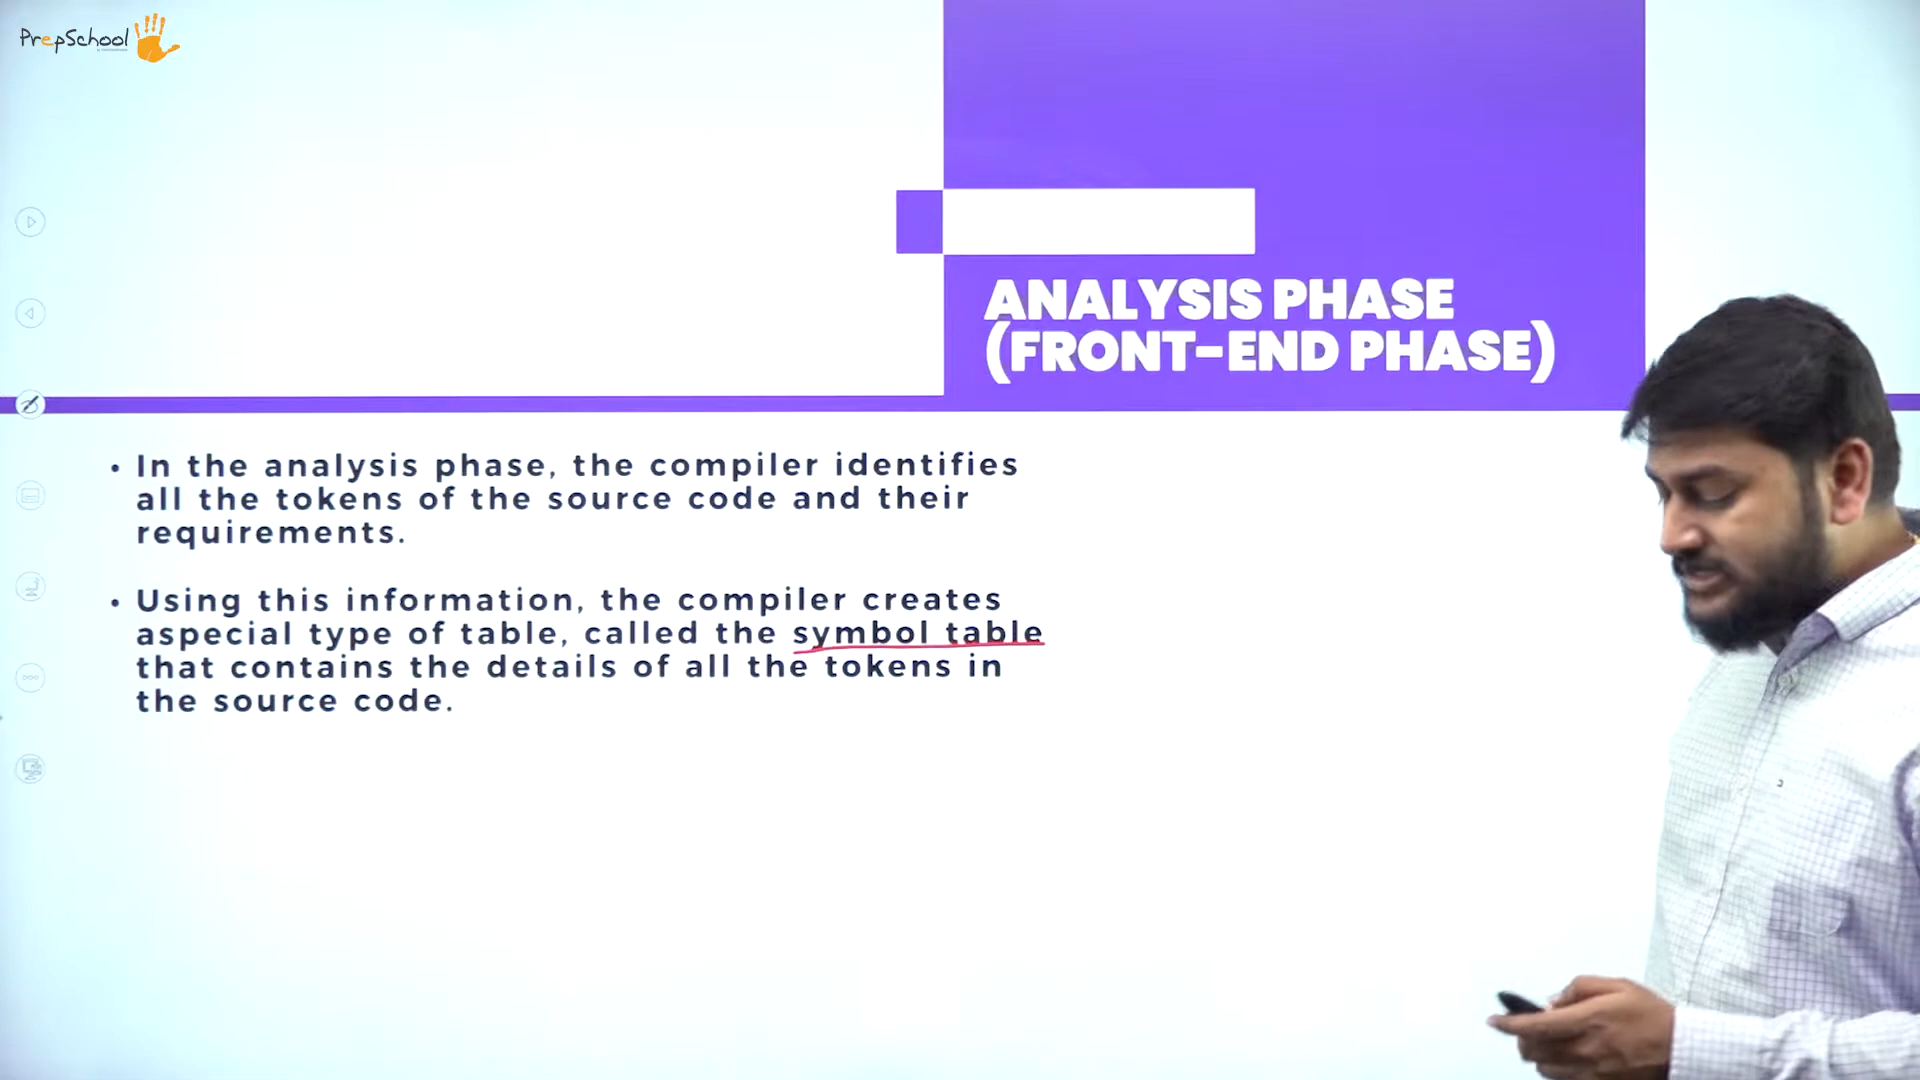 PrepSchool
ANALYSIS PHASE
(FRONT-END PHASE)
• In the analysis phase, the compiler identifies
all the tokens of the source code and their
requirements.
• Using this information, the compiler creates
aspecial type of table, called the symbol table
that contains the details of all the tokens in
the source code.